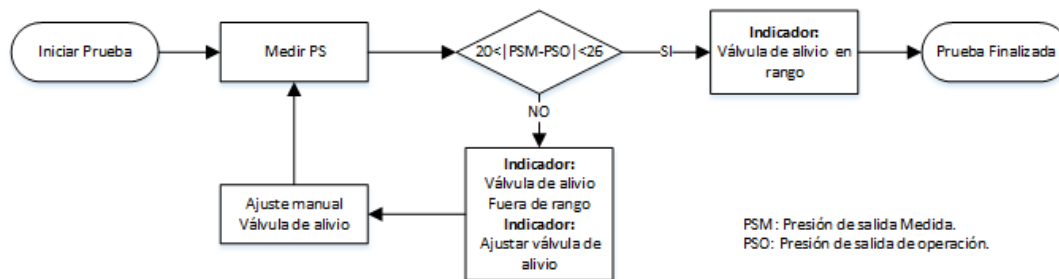 Iniciar Prueba
Medir PS
20<|PSM-PSO|<26
SI
Indicador:
Válvula de alivio en
rango
Prueba Finalizada
NO
Indicador:
Válvula de alivio
Fuera de rango
Indicador:
Ajustar válvula de
alivio
Ajuste manual
Válvula de alivio
PSM: Presión de salida Medida.
PSO: Presión de salida de operación.